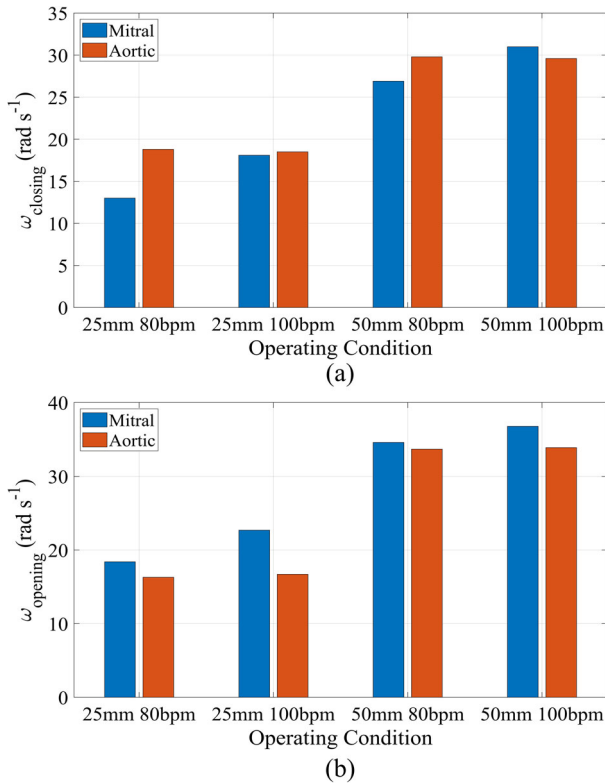 35
30
25
20
15
10
5
0
ω_closing (rad s⁻¹)
Mitral
Aortic
25mm 80bpm 25mm 100bpm 50mm 80bpm 50mm 100bpm
Operating Condition
(a)
40
30
20
10
0
ω_opening (rad s⁻¹)
Mitral
Aortic
25mm 80bpm 25mm 100bpm 50mm 80bpm 50mm 100bpm
Operating Condition
(b)